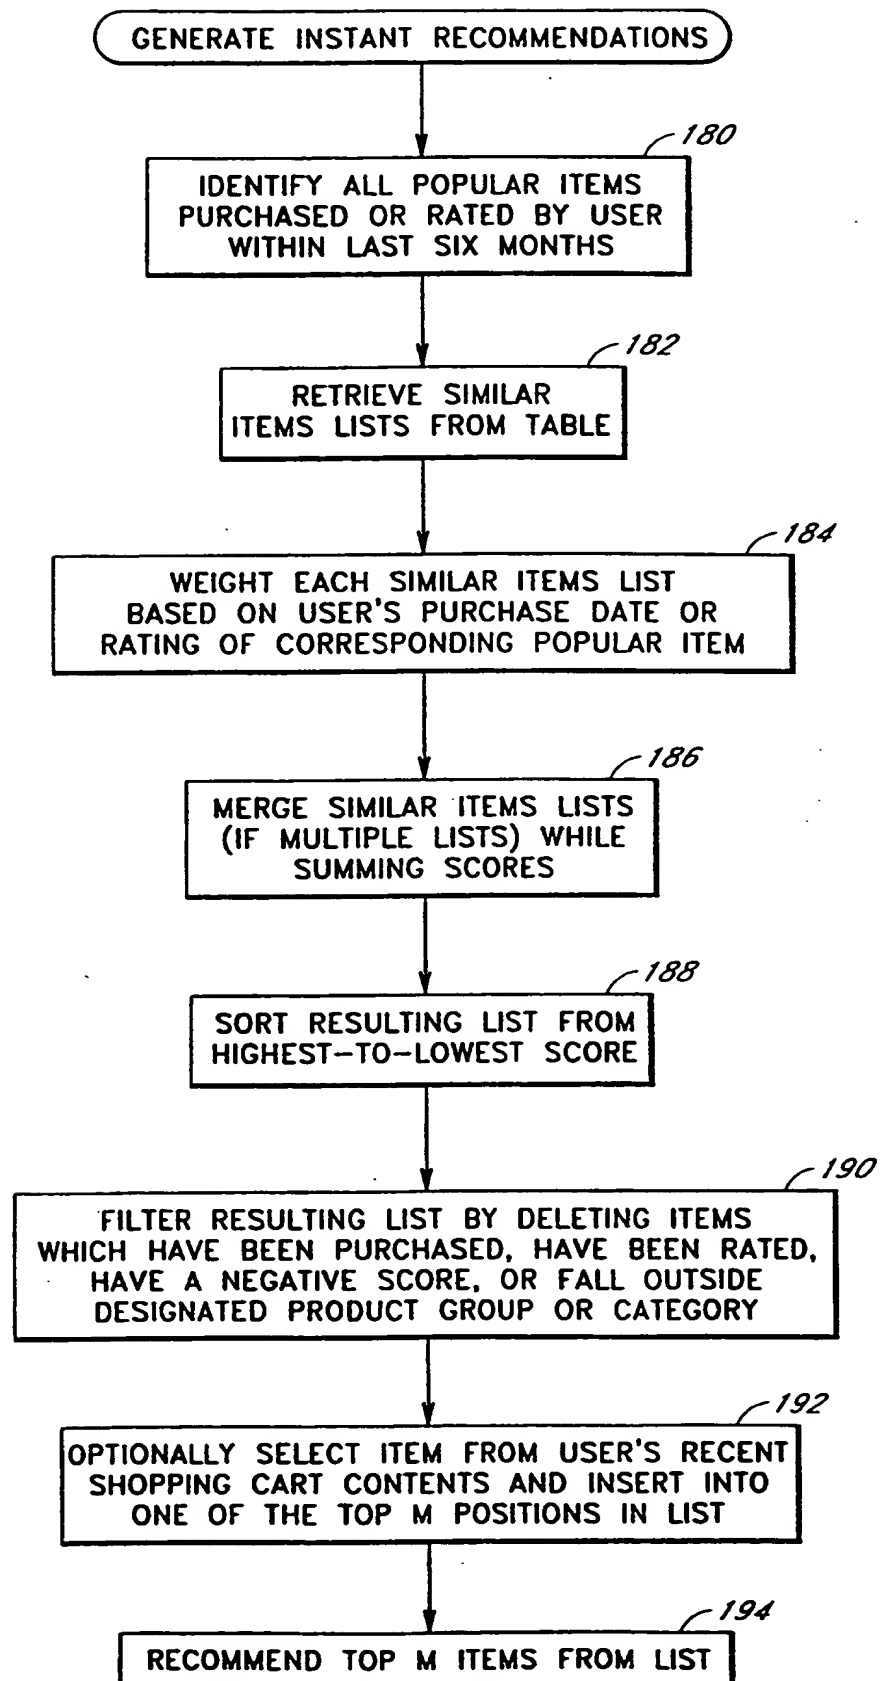 GENERATE INSTANT RECOMMENDATIONS
180
IDENTIFY ALL POPULAR ITEMS
PURCHASED OR RATED BY USER
WITHIN LAST SIX MONTHS
182
RETRIEVE SIMILAR
ITEMS LISTS FROM TABLE
184
WEIGHT EACH SIMILAR ITEMS LIST
BASED ON USER'S PURCHASE DATE OR
RATING OF CORRESPONDING POPULAR ITEM
186
MERGE SIMILAR ITEMS LISTS
(IF MULTIPLE LISTS) WHILE
SUMMING SCORES
188
SORT RESULTING LIST FROM
HIGHEST-TO-LOWEST SCORE
190
FILTER RESULTING LIST BY DELETING ITEMS
WHICH HAVE BEEN PURCHASED, HAVE BEEN RATED,
HAVE A NEGATIVE SCORE, OR FALL OUTSIDE
DESIGNATED PRODUCT GROUP OR CATEGORY
192
OPTIONALLY SELECT ITEM FROM USER'S RECENT
SHOPPING CART CONTENTS AND INSERT INTO
ONE OF THE TOP M POSITIONS IN LIST
194
RECOMMEND TOP M ITEMS FROM LIST